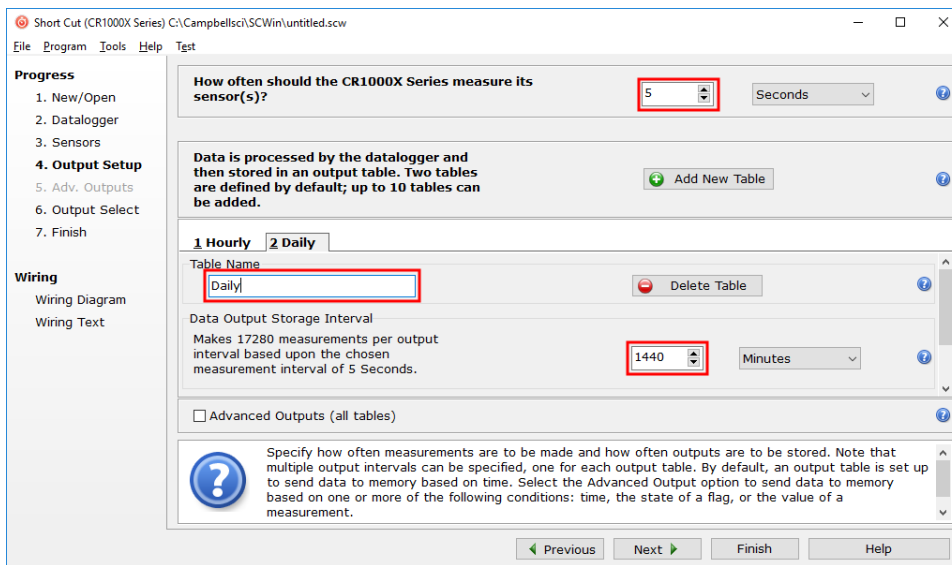 Short Cut (CR1000X Series) C:\Campbellsci\SCWin\untitled.scw
File Program Tools Help Test
Progress
1. New/Open
2. Datalogger
3. Sensors
4. Output Setup
5. Adv. Outputs
6. Output Select
7. Finish
Wiring
Wiring Diagram
Wiring Text
How often should the CR1000X Series measure its
sensor(s)?
5
Seconds
Data is processed by the datalogger and
then stored in an output table. Two tables
are defined by default; up to 10 tables can
be added.
Add New Table
1 Hourly 2 Daily
Table Name
Daily
Delete Table
Data Output Storage Interval
Makes 17280 measurements per output
interval based upon the chosen
measurement interval of 5 Seconds.
1440
Minutes
Advanced Outputs (all tables)
Specify how often measurements are to be made and how often outputs are to be stored. Note that
multiple output intervals can be specified, one for each output table. By default, an output table is set up
to send data to memory based on time. Select the Advanced Output option to send data to memory
based on one or more of the following conditions: time, the state of a flag, or the value of a
measurement.
Previous Next Finish Help